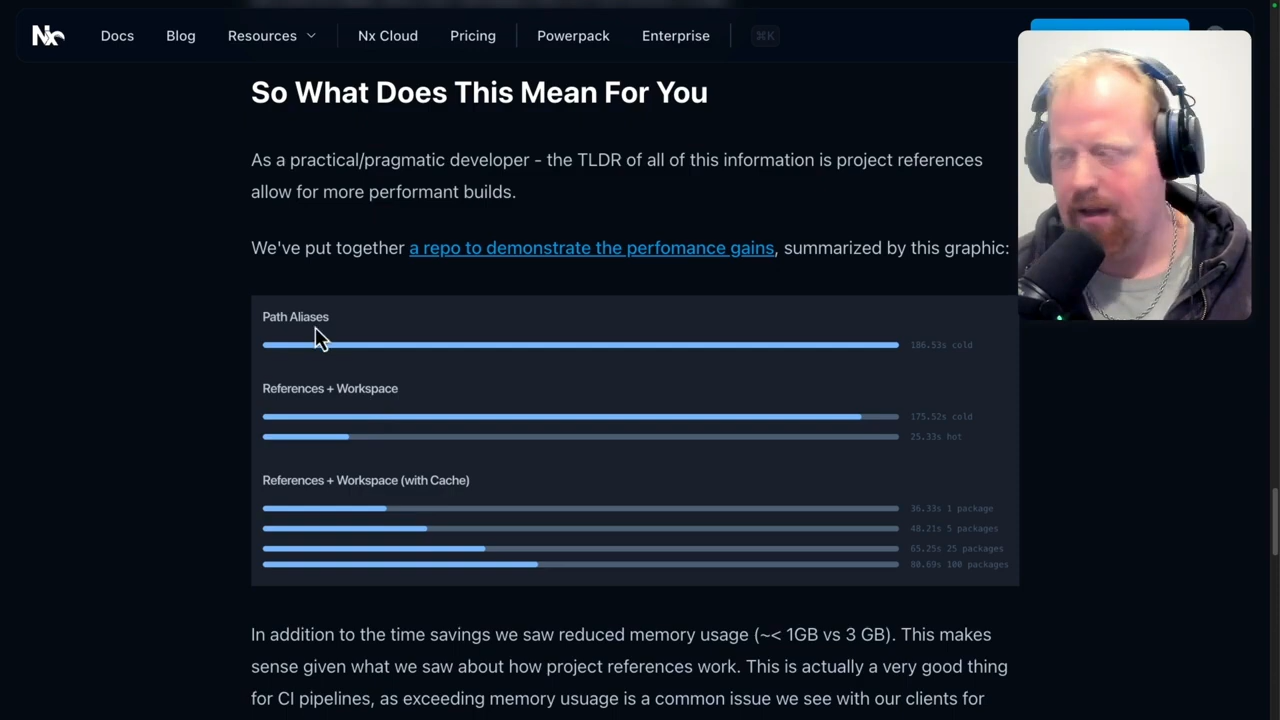 Nx Docs Blog Resources Nx Cloud Pricing Powerpack Enterprise ⌘K
So What Does This Mean For You
As a practical/pragmatic developer - the TLDR of all of this information is project references
allow for more performant builds.
We've put together a repo to demonstrate the perfomance gains, summarized by this graphic:
Path Aliases
186.53s cold
References + Workspace
175.52s cold
25.33s hot
References + Workspace (with Cache)
36.33s 1 package
48.21s 5 packages
65.25s 25 packages
80.69s 100 packages
In addition to the time savings we saw reduced memory usage (~< 1GB vs 3 GB). This makes
sense given what we saw about how project references work. This is actually a very good thing
for CI pipelines, as exceeding memory usuage is a common issue we see with our clients for